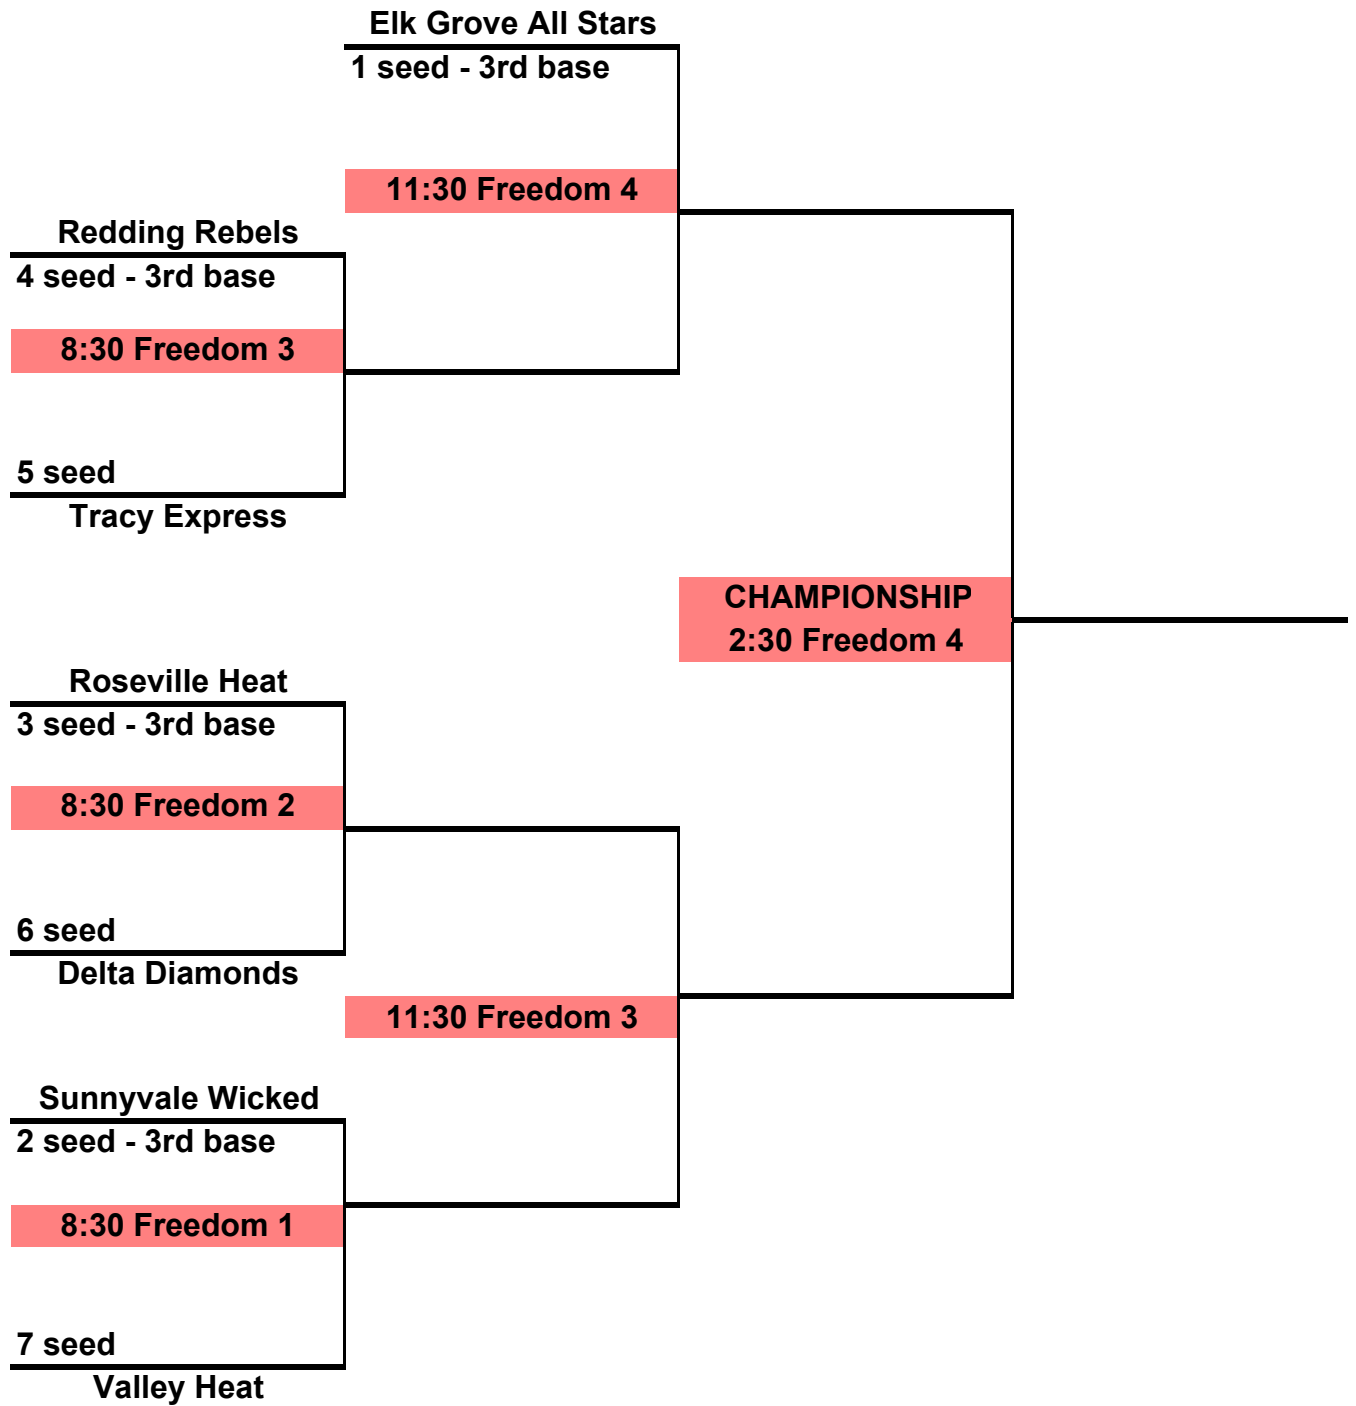 Elk Grove All Stars
1 seed - 3rd base
11:30 Freedom 4
Redding Rebels
4 seed - 3rd base
8:30 Freedom 3
5 seed
Tracy Express
CHAMPIONSHIP
2:30 Freedom 4
Roseville Heat
3 seed - 3rd base
8:30 Freedom 2
6 seed
Delta Diamonds
11:30 Freedom 3
Sunnyvale Wicked
2 seed - 3rd base
8:30 Freedom 1
7 seed
Valley Heat